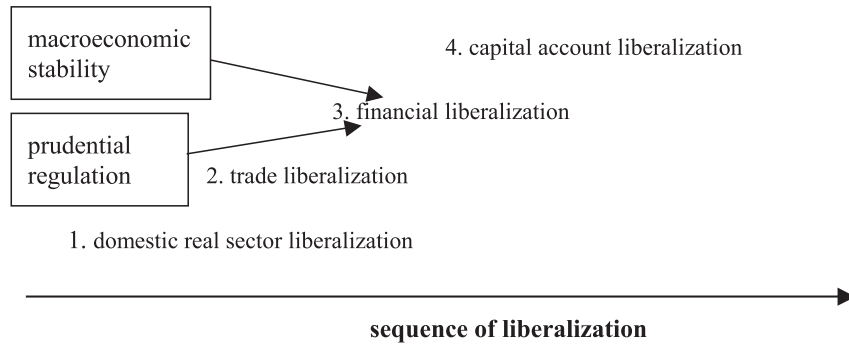 macroeconomic
stability
4. capital account liberalization
3. financial liberalization
prudential
regulation
2. trade liberalization
1. domestic real sector liberalization
sequence of liberalization